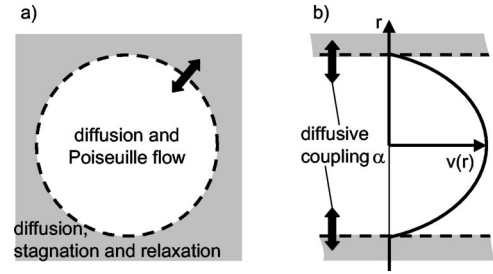 a)
diffusion and
Poiseuille flow
diffusion,
stagnation and relaxation
b)
r
diffusive
coupling α
v(r)